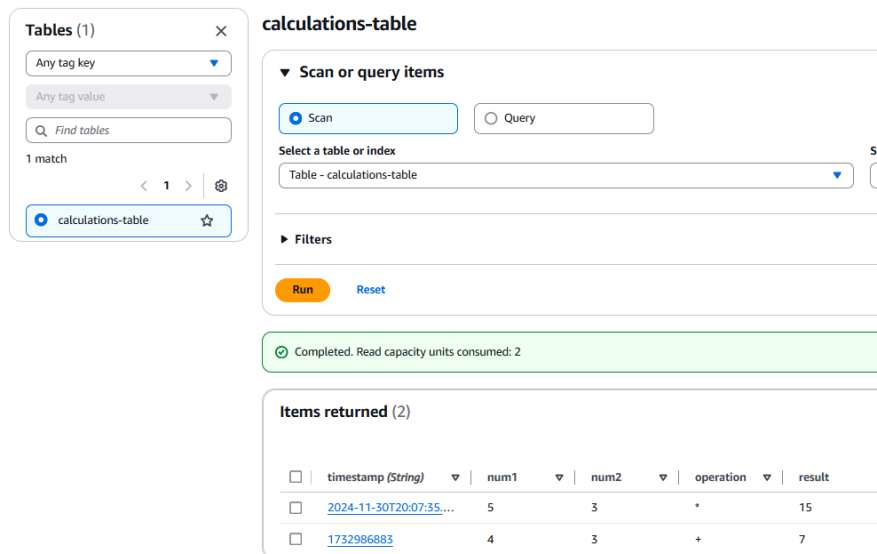 Tables (1)
Any tag key
Any tag value
Find tables
1 match
1
calculations-table
calculations-table
Scan or query items
Scan
Query
Select a table or index
S
Table - calculations-table
Filters
Run
Reset
Completed. Read capacity units consumed: 2
Items returned (2)
timestamp (String) num1 num2 operation result
2024-11-30T20:07:35.... 5 3 * 15
1732986883 4 3 + 7